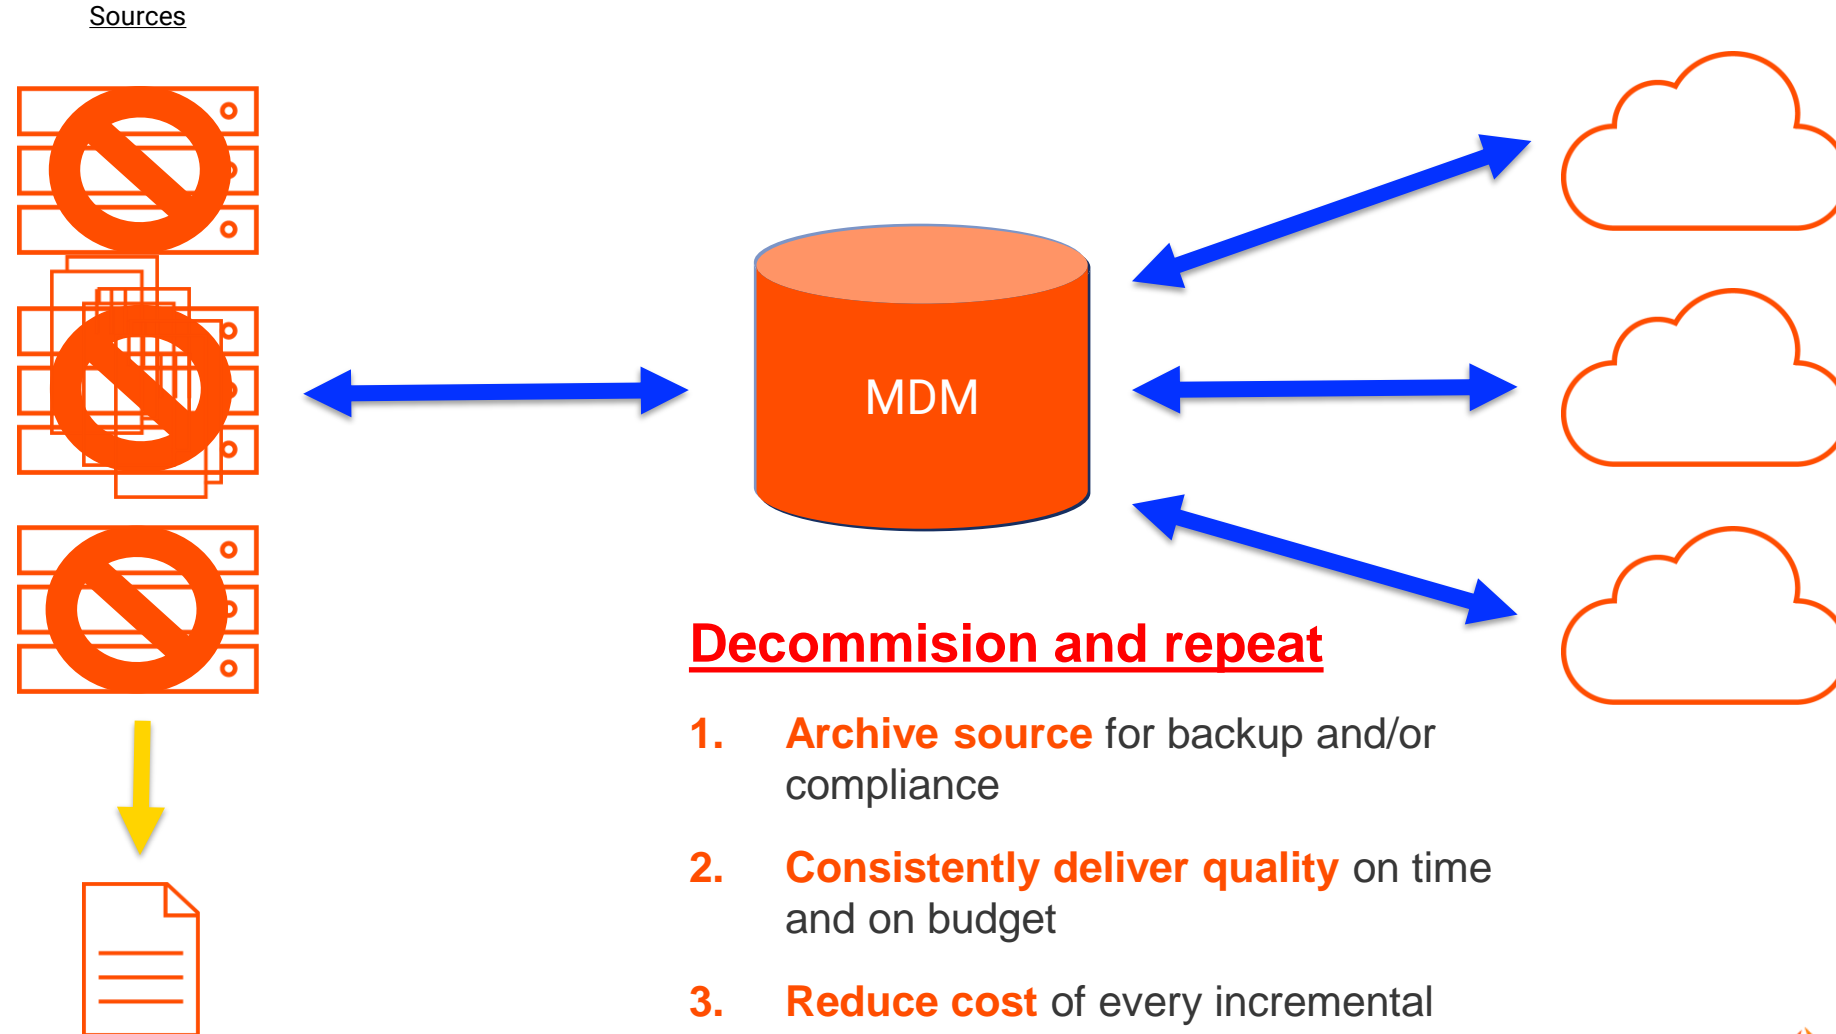 Sources
MDM
Decommision and repeat
1. Archive source for backup and/or
compliance
2. Consistently deliver quality on time
and on budget
3. Reduce cost of every incremental